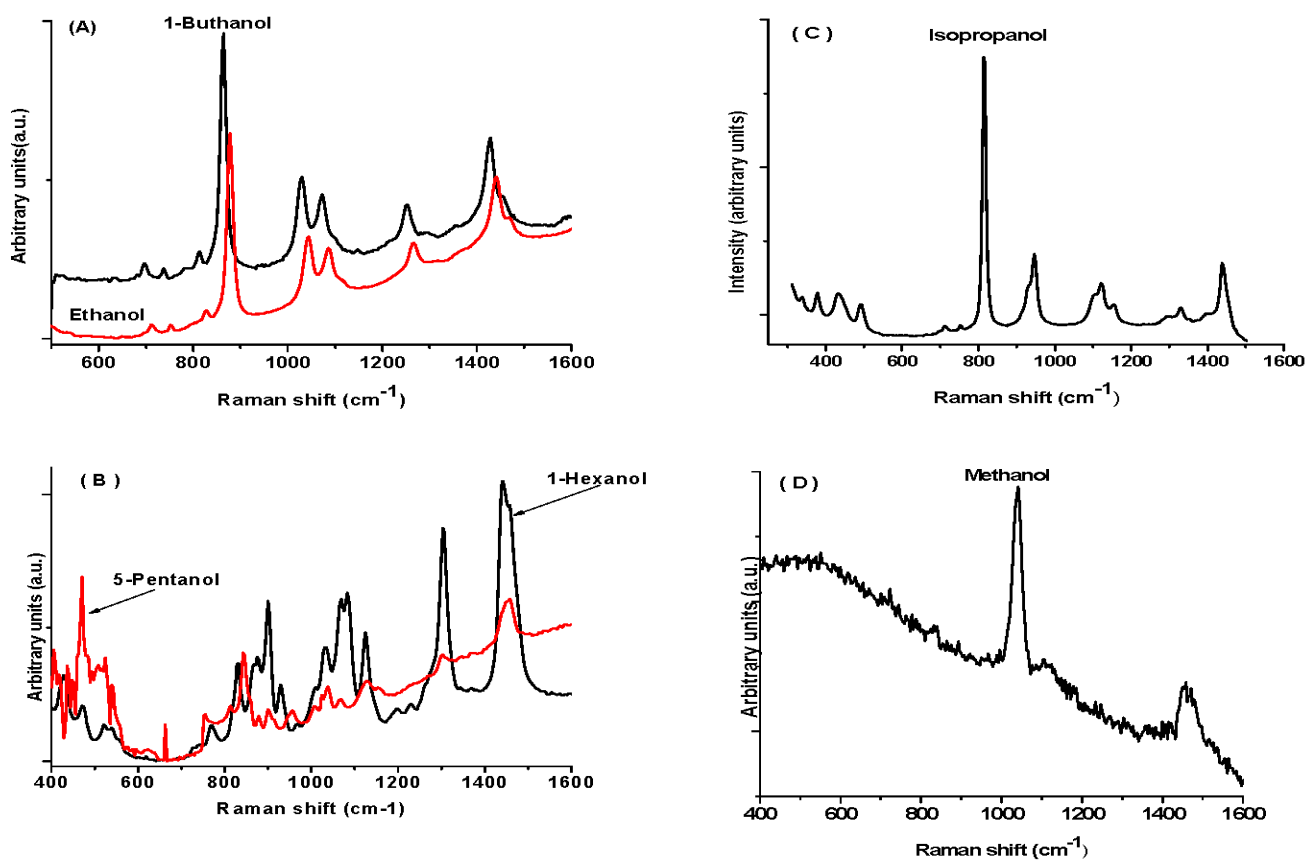 (A)
1-Buthanol
Arbitrary units(a.u.)
Ethanol
600 800 1000 1200 1400 1600
Raman shift (cm⁻¹)
( C )
Isopropanol
Intensity (arbitrary units)
400 600 800 1000 1200 1400 1600
Raman shift (cm⁻¹)
( B )
1-Hexanol
5-Pentanol
Arbitrary units (a.u.)
400 600 800 1000 1200 1400 1600
Raman shift (cm-1)
( D )
Methanol
Arbitrary units (a.u.)
400 600 800 1000 1200 1400 1600
Raman shift (cm⁻¹)